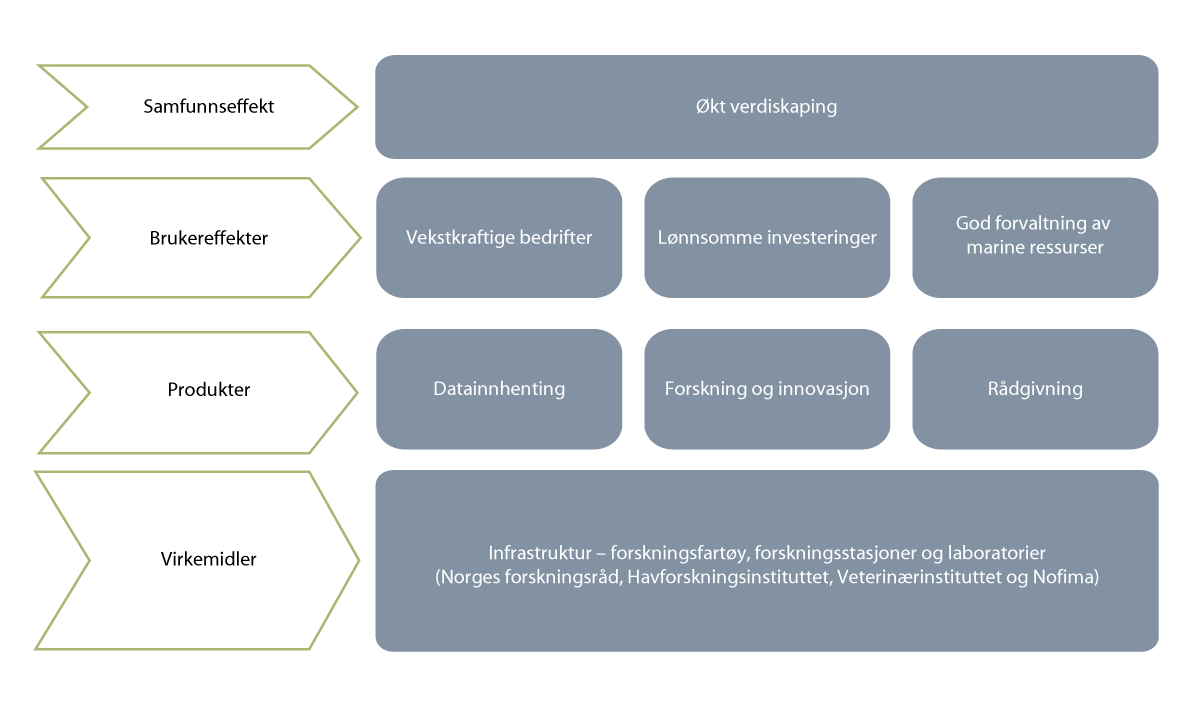 Samfunnseffekt
Økt verdiskaping
Brukereffekter
Vekstkraftige bedrifter
Lønnsomme investeringer
God forvaltning av
marine ressurser
Produkter
Datainnhenting
Forskning og innovasjon
Rådgivning
Virkemidler
Infrastruktur – forskningsfartøy, forskningsstasjoner og laboratorier
(Norges forskningsråd, Havforskningsinstituttet, Veterinærinstituttet og Nofima)